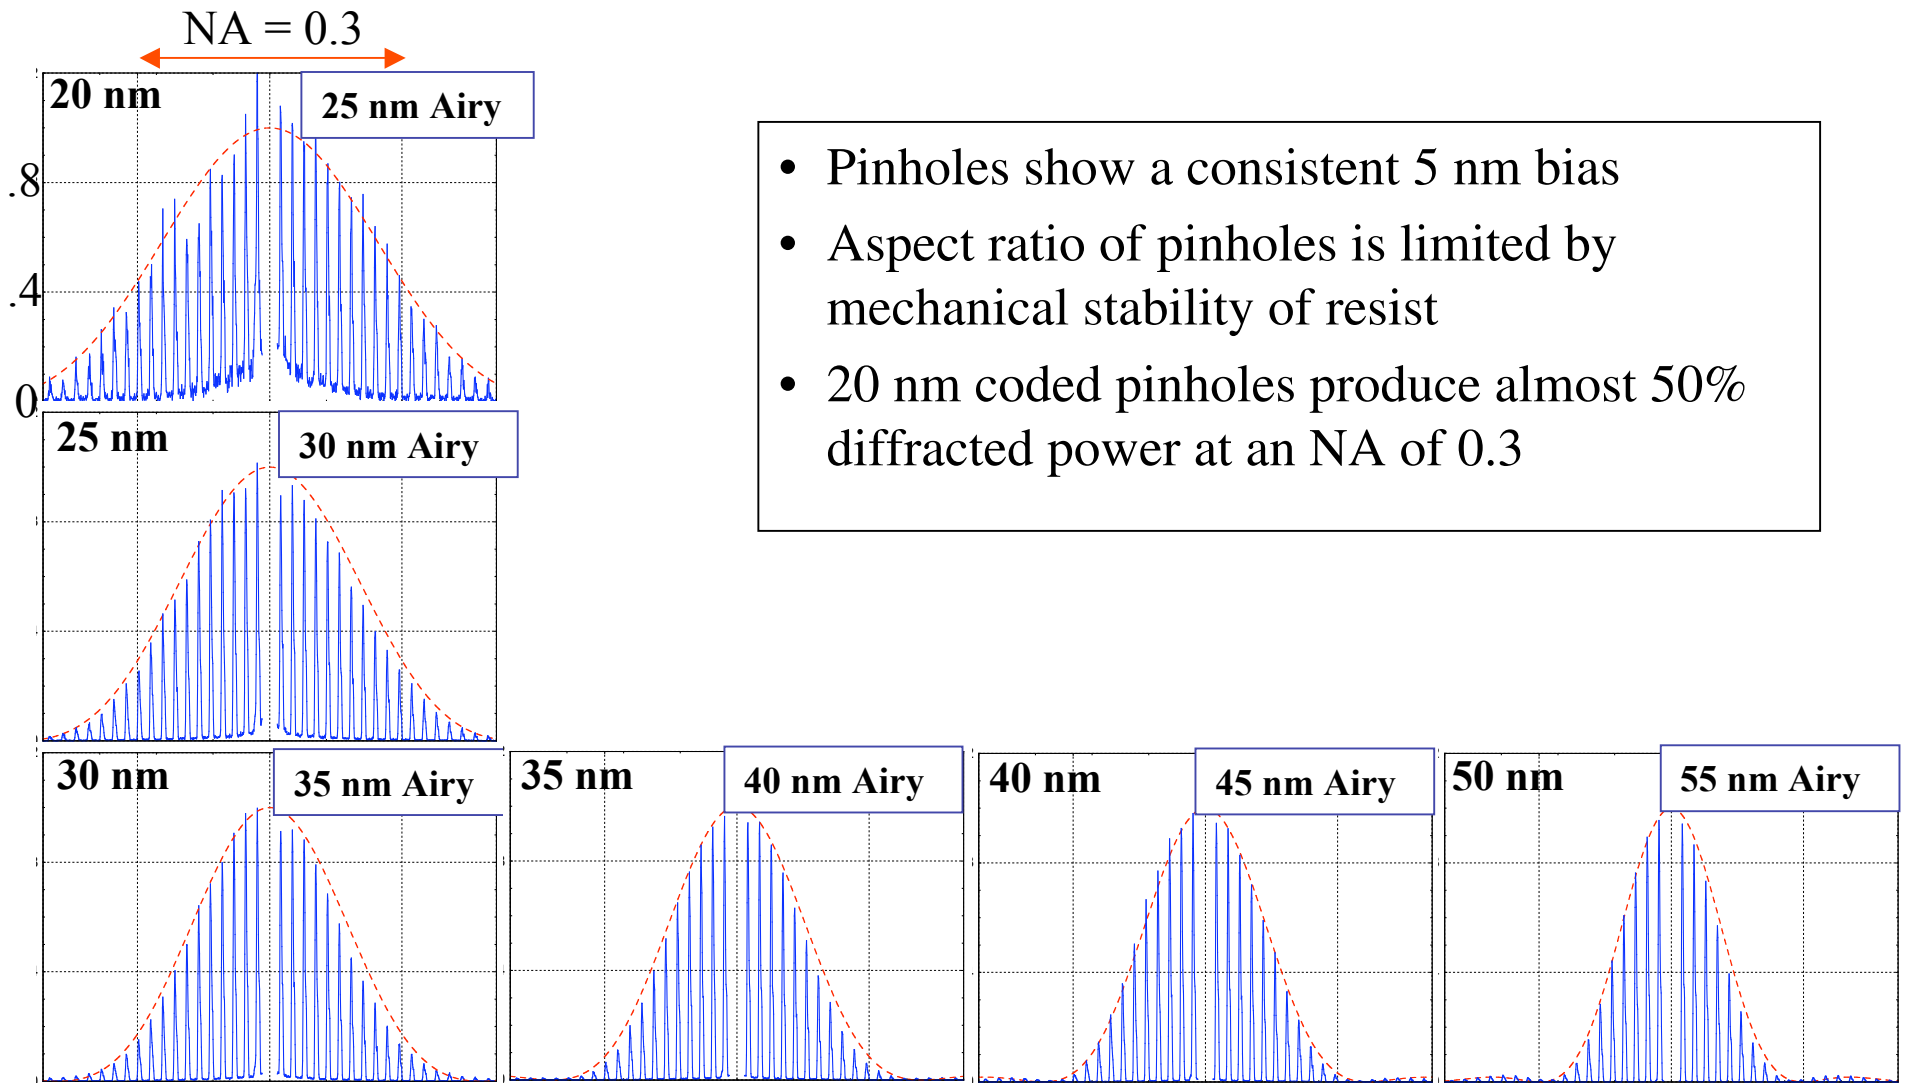 NA = 0.3
20 nm
25 nm Airy
.8
.4
0
• Pinholes show a consistent 5 nm bias
• Aspect ratio of pinholes is limited by
mechanical stability of resist
• 20 nm coded pinholes produce almost 50%
diffracted power at an NA of 0.3
25 nm
30 nm Airy
30 nm
35 nm Airy
35 nm
40 nm Airy
40 nm
45 nm Airy
50 nm
55 nm Airy